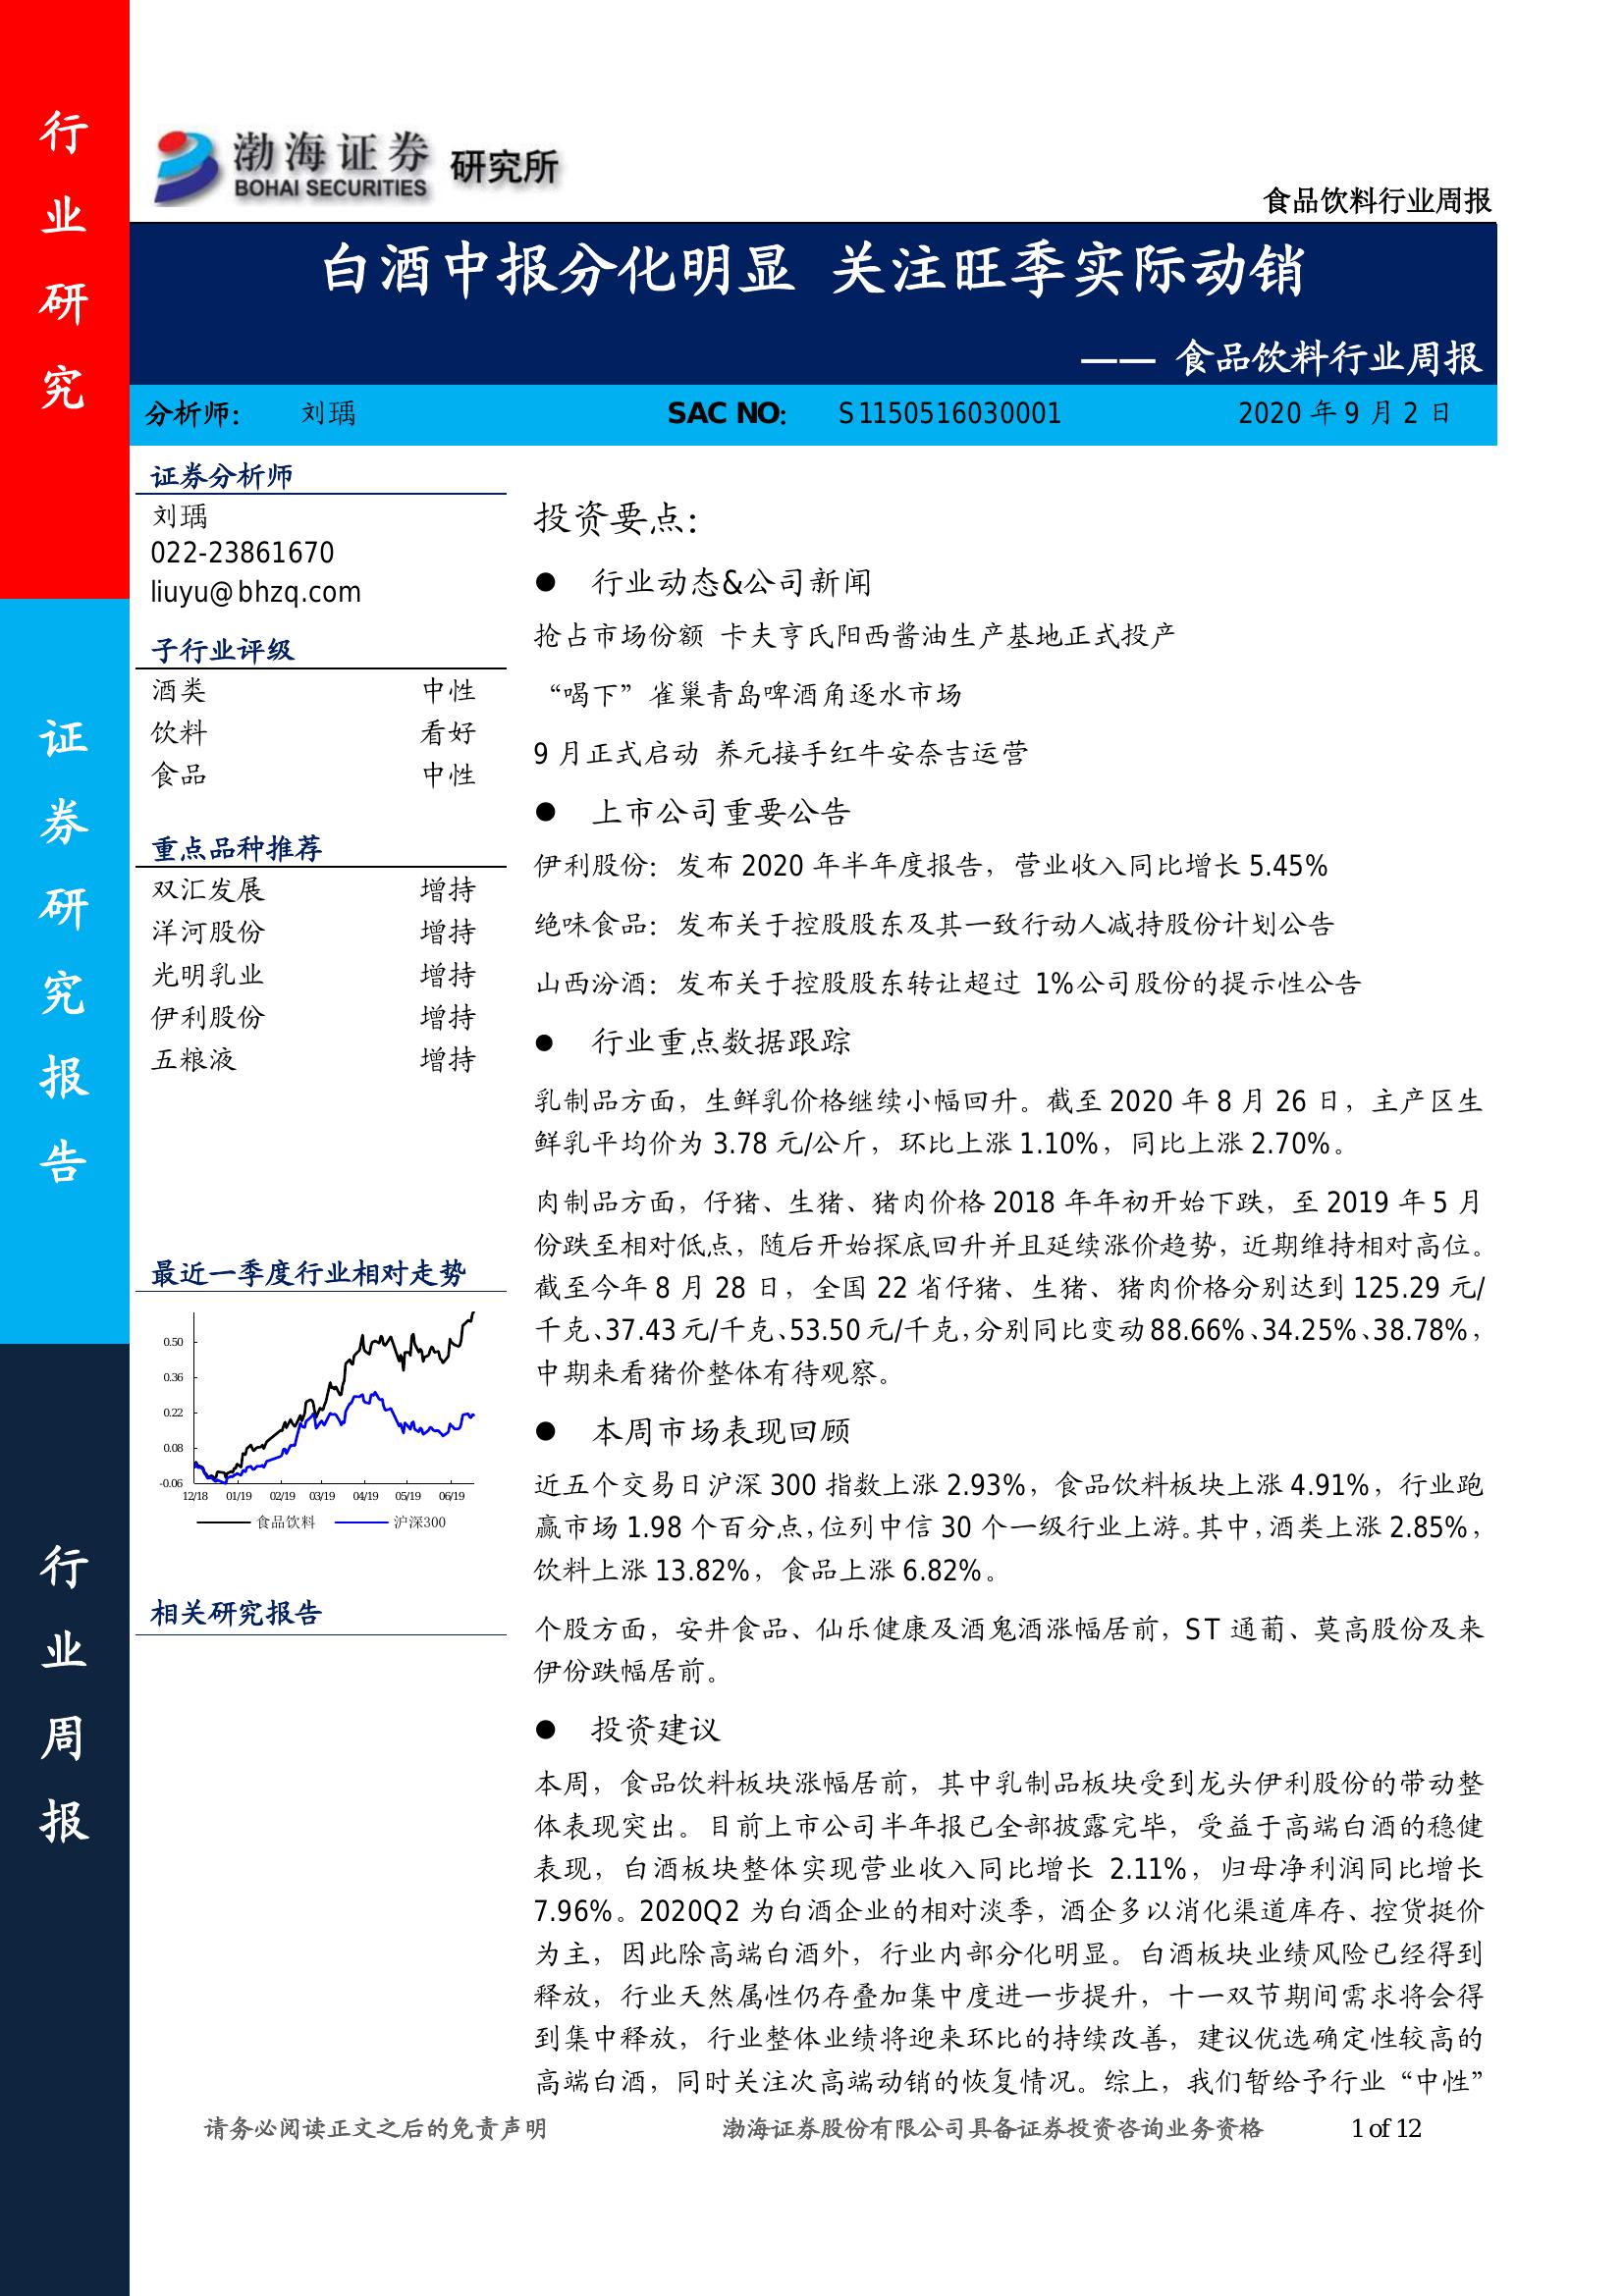 行业研究
证券研究报告
行业周报
渤海证券 研究所
BOHAI SECURITIES
食品饮料行业周报
白酒中报分化明显 关注旺季实际动销
—— 食品饮料行业周报
分析师: 刘瑀 SAC NO: S1150516030001 2020 年 9 月 2 日
证券分析师
刘瑀
022-23861670
liuyu@bhzq.com
子行业评级
酒类 中性
饮料 看好
食品 中性
重点品种推荐
双汇发展 增持
洋河股份 增持
光明乳业 增持
伊利股份 增持
五粮液 增持
最近一季度行业相对走势
0.50
0.36
0.22
0.08
-0.06
12/18 01/19 02/19 03/19 04/19 05/19 06/19
食品饮料 沪深300
相关研究报告
投资要点:
● 行业动态&公司新闻
抢占市场份额 卡夫亨氏阳西酱油生产基地正式投产
“喝下”雀巢青岛啤酒角逐水市场
9 月正式启动 养元接手红牛安奈吉运营
● 上市公司重要公告
伊利股份：发布 2020 年半年度报告，营业收入同比增长 5.45%
绝味食品：发布关于控股股东及其一致行动人减持股份计划公告
山西汾酒：发布关于控股股东转让超过 1%公司股份的提示性公告
● 行业重点数据跟踪
乳制品方面，生鲜乳价格继续小幅回升。截至 2020 年 8 月 26 日，主产区生
鲜乳平均价为 3.78 元/公斤，环比上涨 1.10%，同比上涨 2.70%。
肉制品方面，仔猪、生猪、猪肉价格 2018 年年初开始下跌，至 2019 年 5 月
份跌至相对低点，随后开始探底回升并且延续涨价趋势，近期维持相对高位。
截至今年 8 月 28 日，全国 22 省仔猪、生猪、猪肉价格分别达到 125.29 元/
千克、37.43 元/千克、53.50 元/千克，分别同比变动 88.66%、34.25%、38.78%，
中期来看猪价整体有待观察。
● 本周市场表现回顾
近五个交易日沪深 300 指数上涨 2.93%，食品饮料板块上涨 4.91%，行业跑
赢市场 1.98 个百分点，位列中信 30 个一级行业上游。其中，酒类上涨 2.85%，
饮料上涨 13.82%，食品上涨 6.82%。
个股方面，安井食品、仙乐健康及酒鬼酒涨幅居前，ST 通葡、莫高股份及来
伊份跌幅居前。
● 投资建议
本周，食品饮料板块涨幅居前，其中乳制品板块受到龙头伊利股份的带动整
体表现突出。目前上市公司半年报已全部披露完毕，受益于高端白酒的稳健
表现，白酒板块整体实现营业收入同比增长 2.11%，归母净利润同比增长
7.96%。2020Q2 为白酒企业的相对淡季，酒企多以消化渠道库存、控货挺价
为主，因此除高端白酒外，行业内部分化明显。白酒板块业绩风险已经得到
释放，行业天然属性仍存叠加集中度进一步提升，十一双节期间需求将会得
到集中释放，行业整体业绩将迎来环比的持续改善，建议优选确定性较高的
高端白酒，同时关注次高端动销的恢复情况。综上，我们暂给予行业“中性”
请务必阅读正文之后的免责声明 渤海证券股份有限公司具备证券投资咨询业务资格 1 of 12